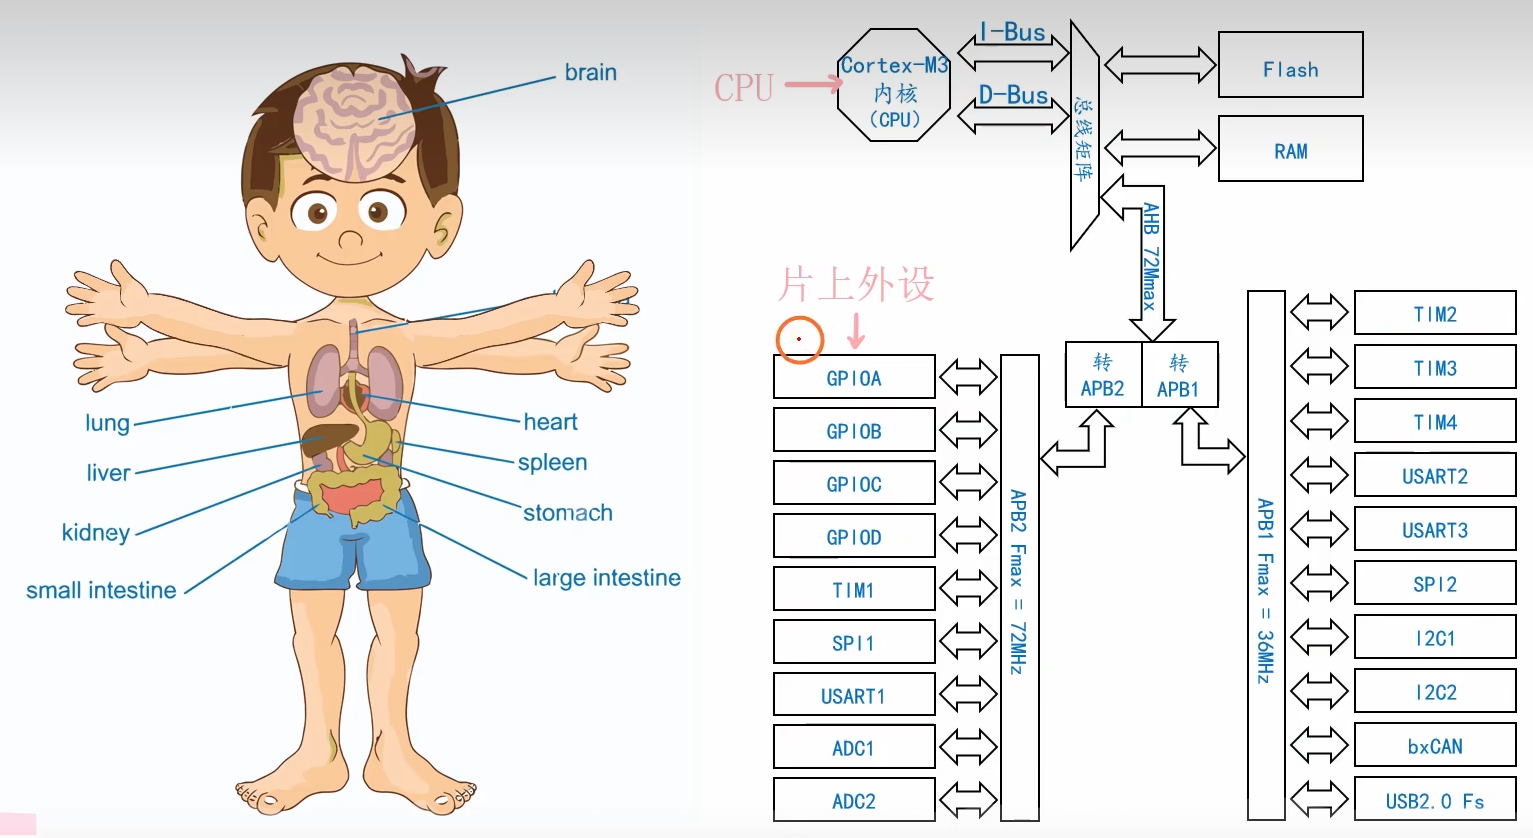 brain
lung
heart
liver
spleen
kidney
stomach
small intestine
large intestine
CPU
Cortex-M3
内核
(CPU)
I-Bus
D-Bus
总线矩阵
Flash
RAM
AHB 72Mmax
片上外设
转
APB2
转
APB1
GPIOA
GPIOB
GPIOC
GPIOD
TIM1
SPI1
USART1
ADC1
ADC2
APB2 Fmax = 72MHz
APB1 Fmax = 36MHz
TIM2
TIM3
TIM4
USART2
USART3
SPI2
I2C1
I2C2
bxCAN
USB2.0 Fs